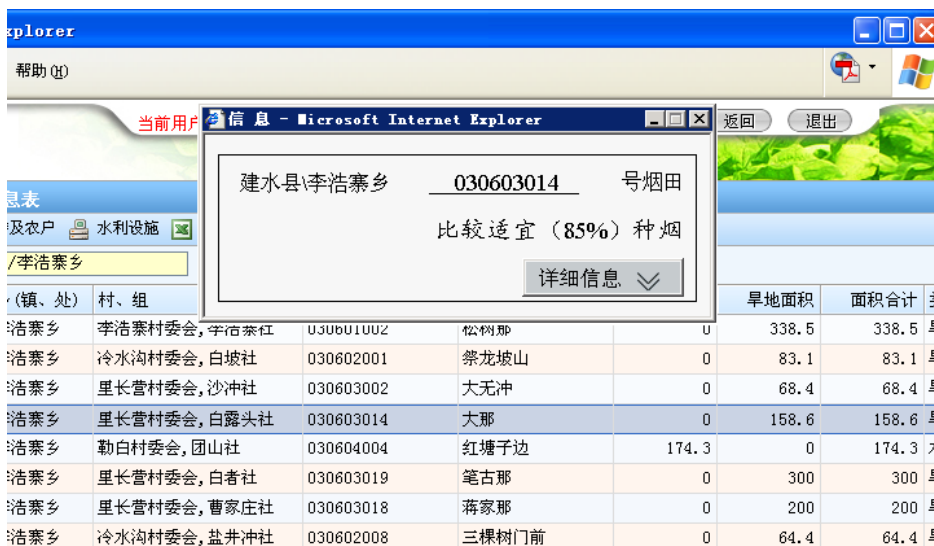 xplorer
帮助(H)
当前用户
信 息 - Microsoft Internet Explorer
返回 退出
建水县\李浩寨乡 030603014 号烟田
比较适宜（85%）种烟
详细信息
息表
及农户 水利设施
/李浩寨乡
(镇、处) 村、组 旱地面积 面积合计
李浩寨乡 李浩寨村委会,李浩寨社 030601002 松树那 0 338.5 338.5
浩寨乡 冷水沟村委会,白坡社 030602001 祭龙坡山 0 83.1 83.1
浩寨乡 里长营村委会,沙冲社 030603002 大无冲 0 68.4 68.4
浩寨乡 里长营村委会,白露头社 030603014 大那 0 158.6 158.6
浩寨乡 勒白村委会,团山社 030604004 红塘子边 174.3 0 174.3
浩寨乡 里长营村委会,白者社 030603019 笔古那 0 300 300
浩寨乡 里长营村委会,曹家庄社 030603018 蒋家那 0 200 200
浩寨乡 冷水沟村委会,盐井冲社 030602008 三棵树门前 0 64.4 64.4